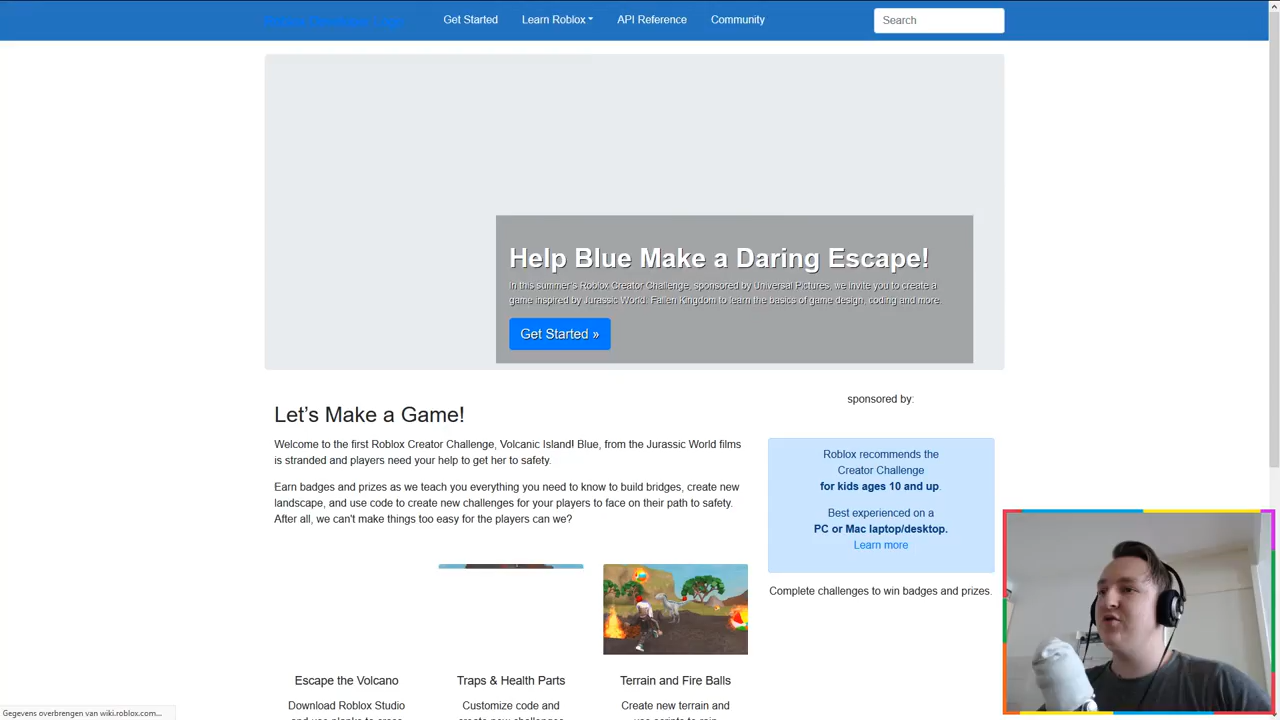 Roblox Developer Logo
Get Started
Learn Roblox
API Reference
Community
Search
Help Blue Make a Daring Escape!
In this summer's Roblox Creator Challenge, sponsored by Universal Pictures, we invite you to create a
game inspired by Jurassic World: Fallen Kingdom to learn the basics of game design, coding and more
Get Started »
Let's Make a Game!
Welcome to the first Roblox Creator Challenge, Volcanic Island! Blue, from the Jurassic World films
is stranded and players need your help to get her to safety.
Earn badges and prizes as we teach you everything you need to know to build bridges, create new
landscape, and use code to create new challenges for your players to face on their path to safety.
After all, we can't make things too easy for the players can we?
sponsored by:
Roblox recommends the
Creator Challenge
for kids ages 10 and up.
Best experienced on a
PC or Mac laptop/desktop.
Learn more
Complete challenges to win badges and prizes.
Escape the Volcano
Download Roblox Studio
Traps & Health Parts
Customize code and
Terrain and Fire Balls
Create new terrain and
Gegevens overbrengen van wiki.roblox.com...